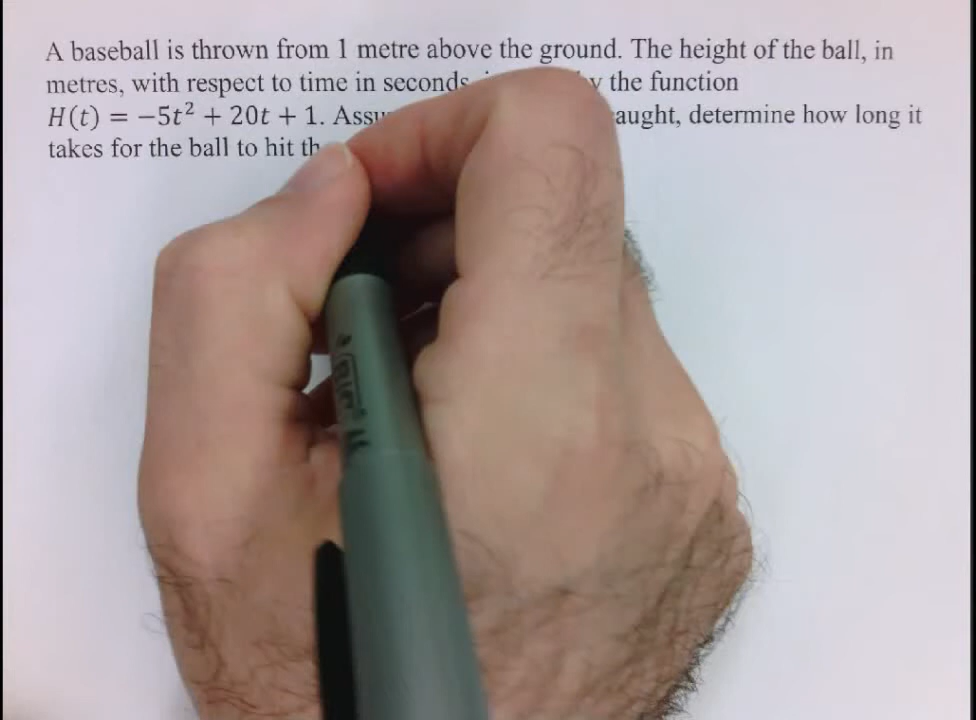 A baseball is thrown from 1 metre above the ground. The height of the ball, in
metres, with respect to time in seconds the function
H(t) = −5t² + 20t + 1. determine how long it
takes for the ball to hit
BIC